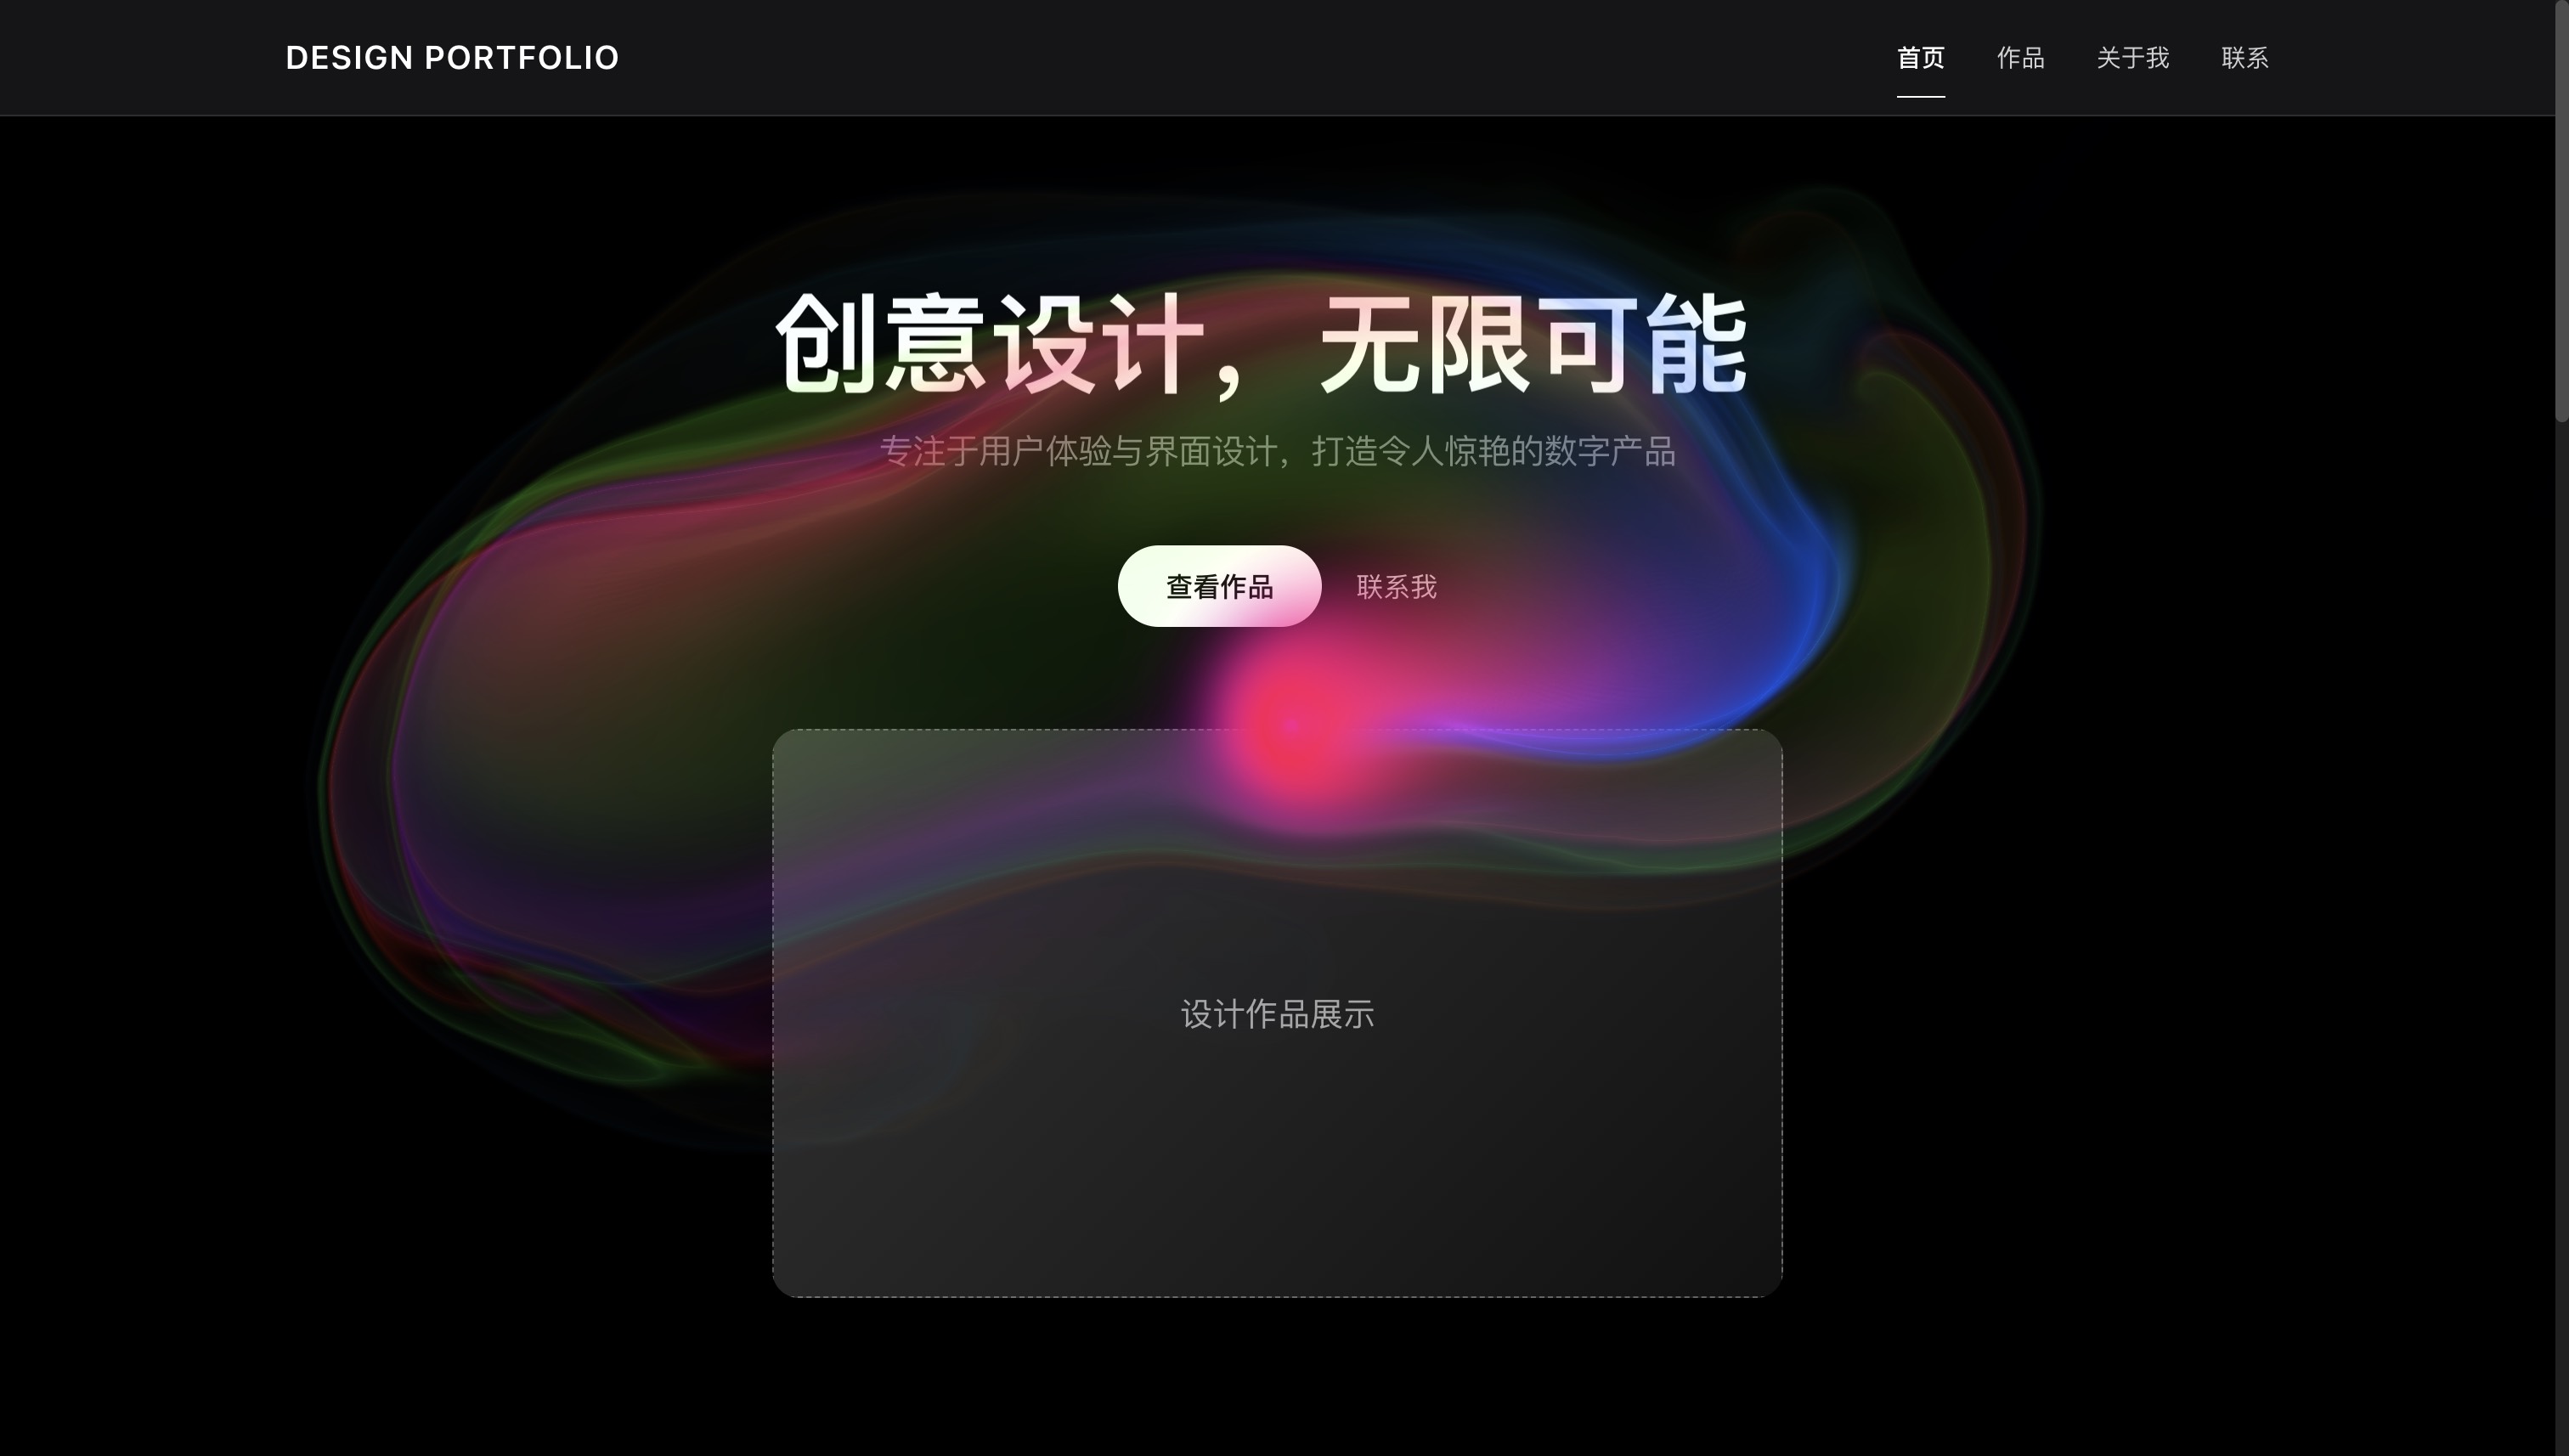 DESIGN PORTFOLIO
首页 作品 关于我 联系
创意设计，无限可能
专注于用户体验与界面设计，打造令人惊艳的数字产品
查看作品 联系我
设计作品展示